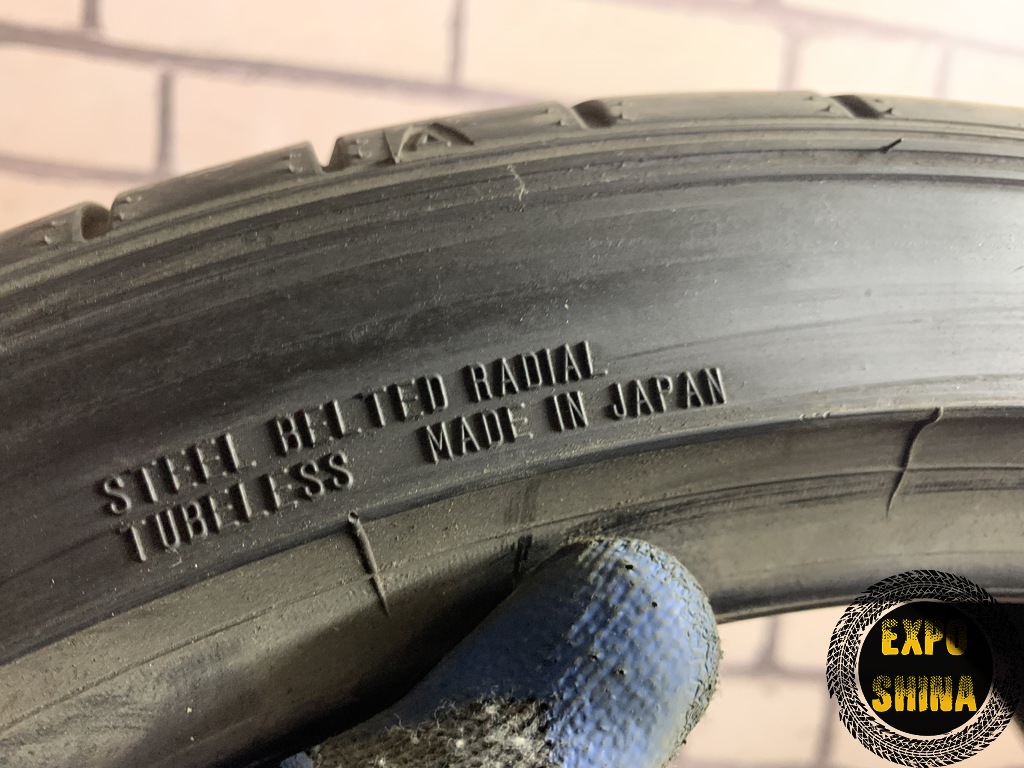 STEEL BELTED RADIAL
TUBELESS MADE IN JAPAN
EXPO
SHINA